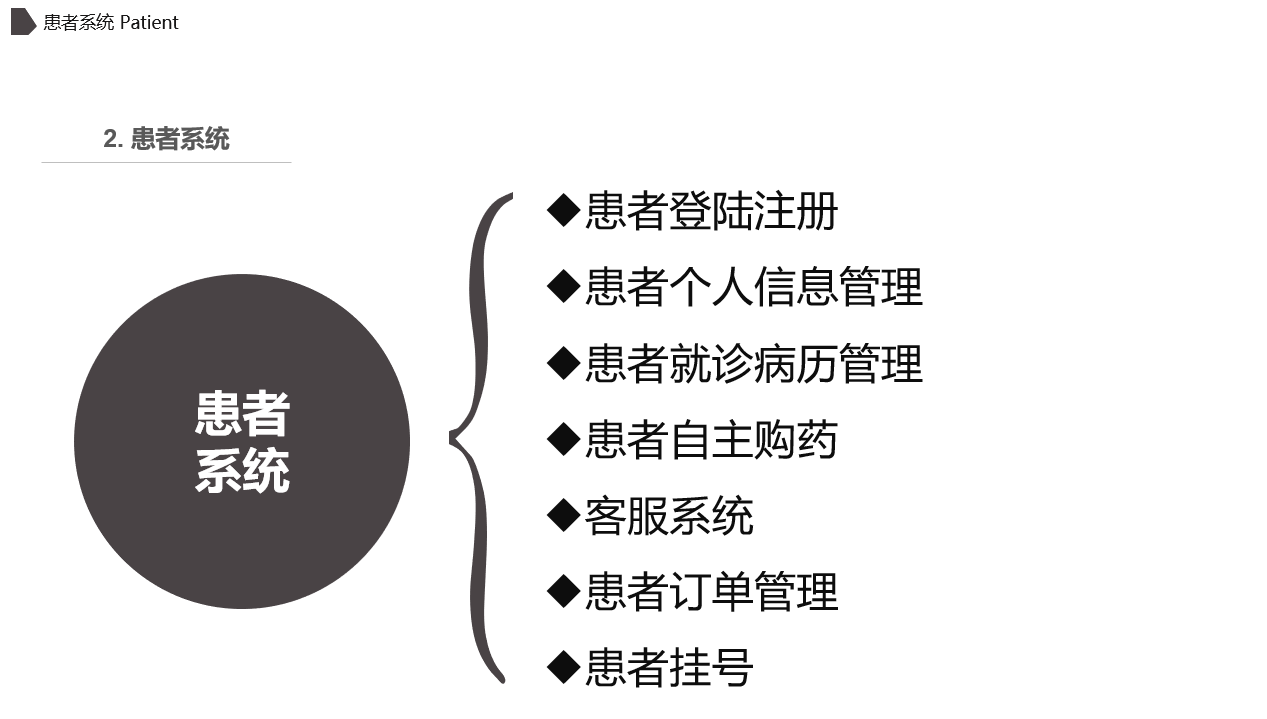 患者系统 Patient
2. 患者系统
患者
系统
◆患者登陆注册
◆患者个人信息管理
◆患者就诊病历管理
◆患者自主购药
◆客服系统
◆患者订单管理
◆患者挂号